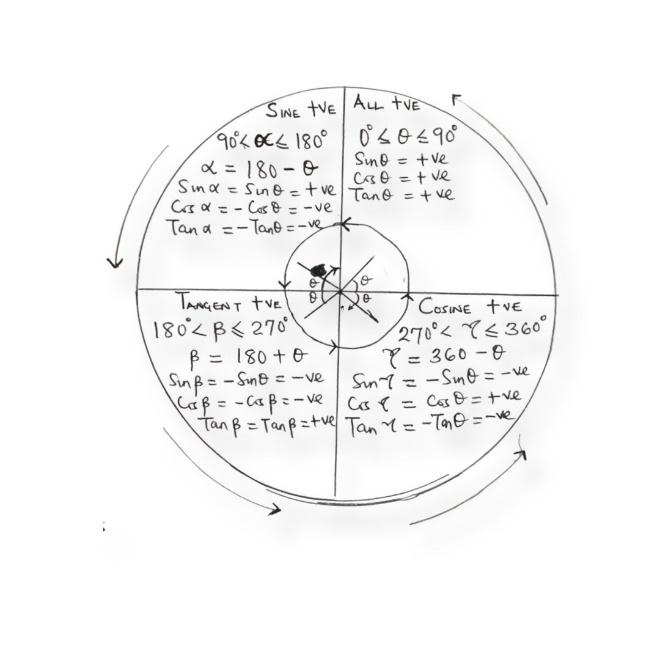 SINE +VE
90°< α ≤ 180°
α = 180 - θ
Sin α = Sin θ = +ve
Cos α = - Cos θ = -ve
Tan α = - Tan θ = -ve
ALL +VE
0° ≤ θ ≤ 90°
Sin θ = +ve
Cos θ = +ve
Tan θ = +ve
θ
θ
θ
θ
TANGENT +VE
180°< β ≤ 270°
β = 180 + θ
Sin β = - Sin θ = -ve
Cos β = - Cos β = -ve
Tan β = Tan β = +ve
COSINE +VE
270°< τ ≤ 360°
τ = 360 - θ
Sin τ = - Sin θ = -ve
Cos τ = Cos θ = +ve
Tan τ = - Tan θ = -ve